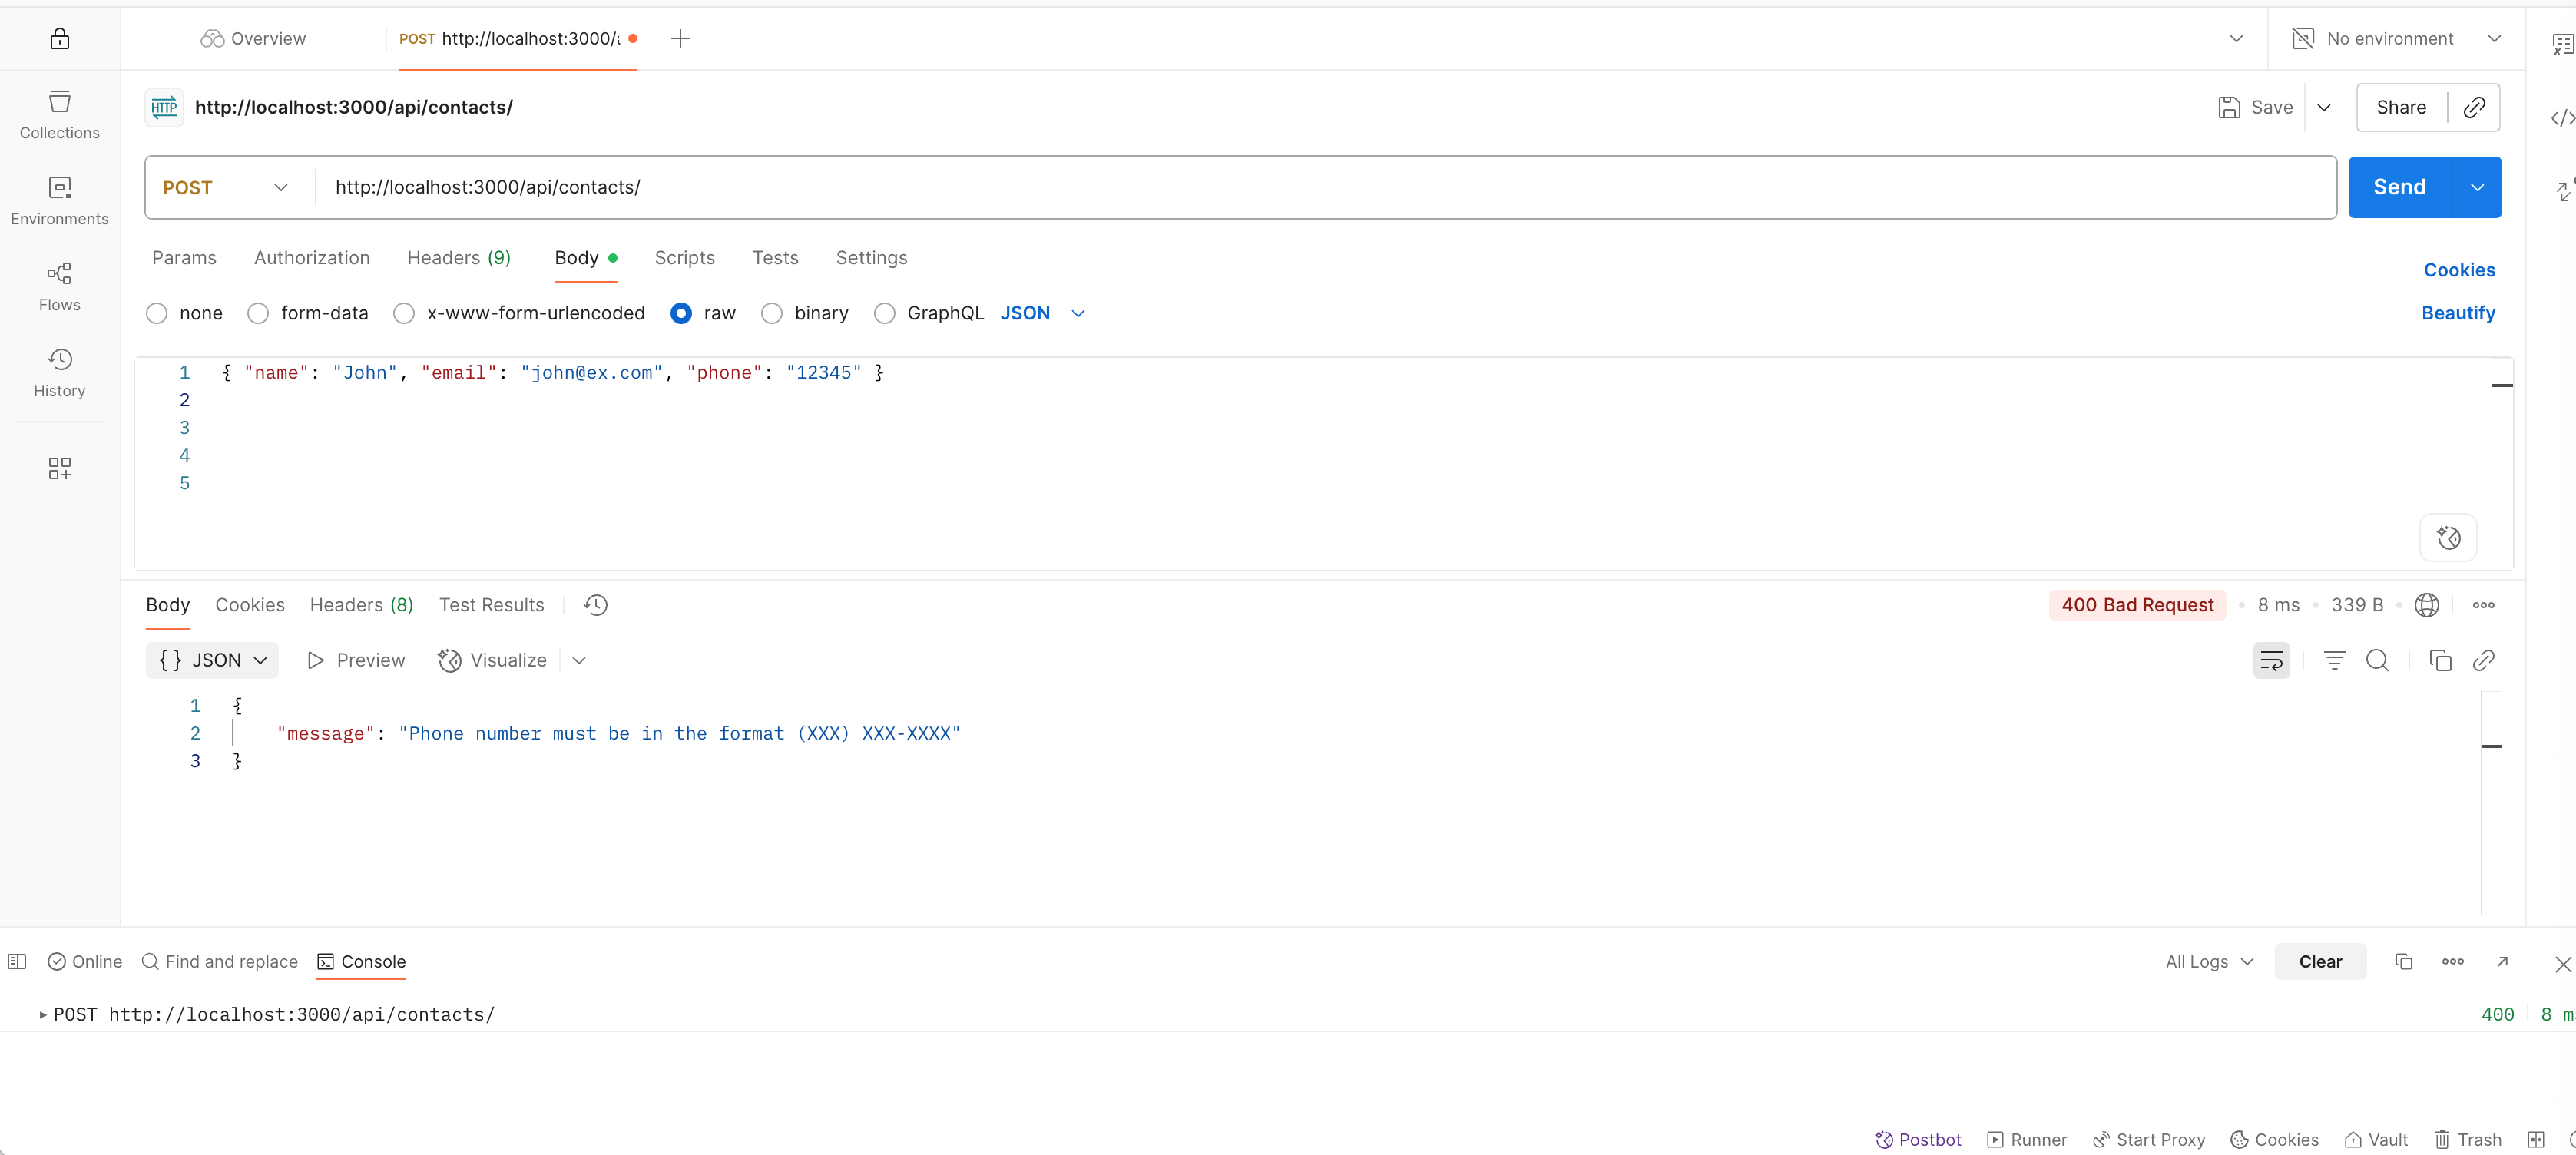 Overview
POST http://localhost:3000/
No environment
HTTP http://localhost:3000/api/contacts/
Save
Share
Collections
Environments
Flows
History
POST http://localhost:3000/api/contacts/
Send
Params Authorization Headers (9) Body Scripts Tests Settings
Cookies
none form-data x-www-form-urlencoded raw binary GraphQL JSON
Beautify
1 { "name": "John", "email": "john@ex.com", "phone": "12345" }
2
3
4
5
Body Cookies Headers (8) Test Results
400 Bad Request • 8 ms • 339 B
{} JSON Preview Visualize
1 {
2 "message": "Phone number must be in the format (XXX) XXX-XXXX"
3 }
Online Find and replace Console
All Logs Clear
POST http://localhost:3000/api/contacts/
400 8 m
Postbot Runner Start Proxy Cookies Vault Trash